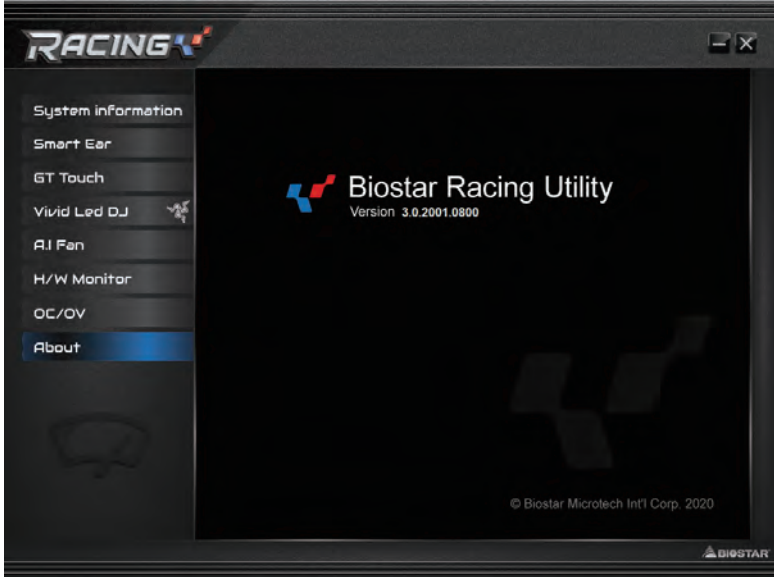 RACING
System information
Smart Ear
GT Touch
Vivid Led DJ
A.I Fan
H/W Monitor
OC/OV
About
Biostar Racing Utility
Version 3.0.2001.0800
© Biostar Microtech Int'l Corp. 2020
BIOSTAR